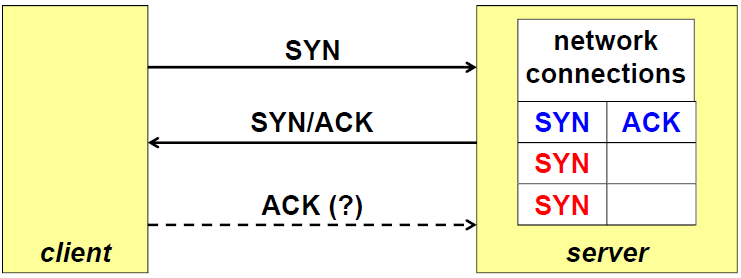 SYN
SYN/ACK
ACK (?)
client
network
connections
SYN ACK
SYN
SYN
server